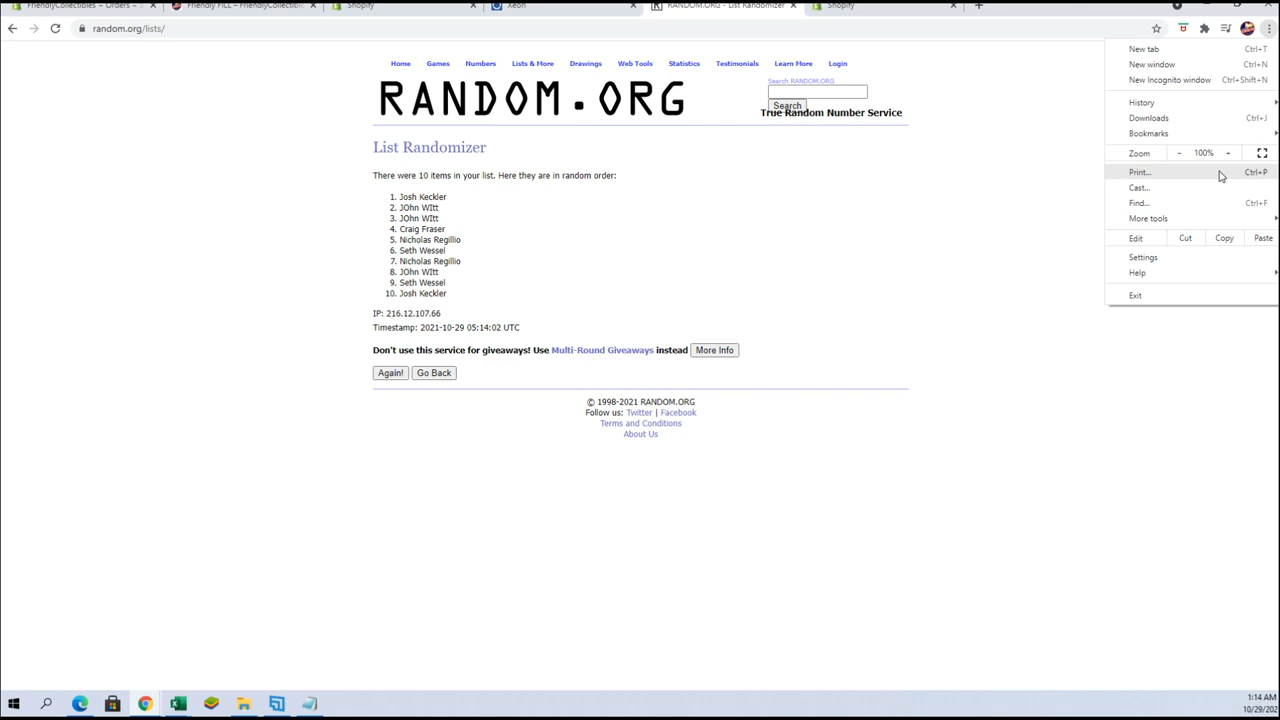 FriendlyCollectibles ~ Orders ~ S
Friendly FILL – FriendlyCollectible
Shopify
Xeon
RANDOM.ORG - List Randomizer
Shopify
random.org/lists/
Home Games Numbers Lists & More Drawings Web Tools Statistics Testimonials Learn More Login
RANDOM.ORG
Search RANDOM.ORG
Search
True Random Number Service
List Randomizer
There were 10 items in your list. Here they are in random order:
1. Josh Keckler
2. JOhn WItt
3. JOhn WItt
4. Craig Fraser
5. Nicholas Regillio
6. Seth Wessel
7. Nicholas Regillio
8. JOhn WItt
9. Seth Wessel
10. Josh Keckler
IP: 216.12.107.66
Timestamp: 2021-10-29 05:14:02 UTC
Don't use this service for giveaways! Use Multi-Round Giveaways instead More Info
Again! Go Back
© 1998-2021 RANDOM.ORG
Follow us: Twitter | Facebook
Terms and Conditions
About Us
New tab Ctrl+T
New window Ctrl+N
New Incognito window Ctrl+Shift+N
History
Downloads Ctrl+J
Bookmarks
Zoom - 100% +
Print... Ctrl+P
Cast...
Find... Ctrl+F
More tools
Edit Cut Copy Paste
Settings
Help
Exit
1:14 AM
10/29/202